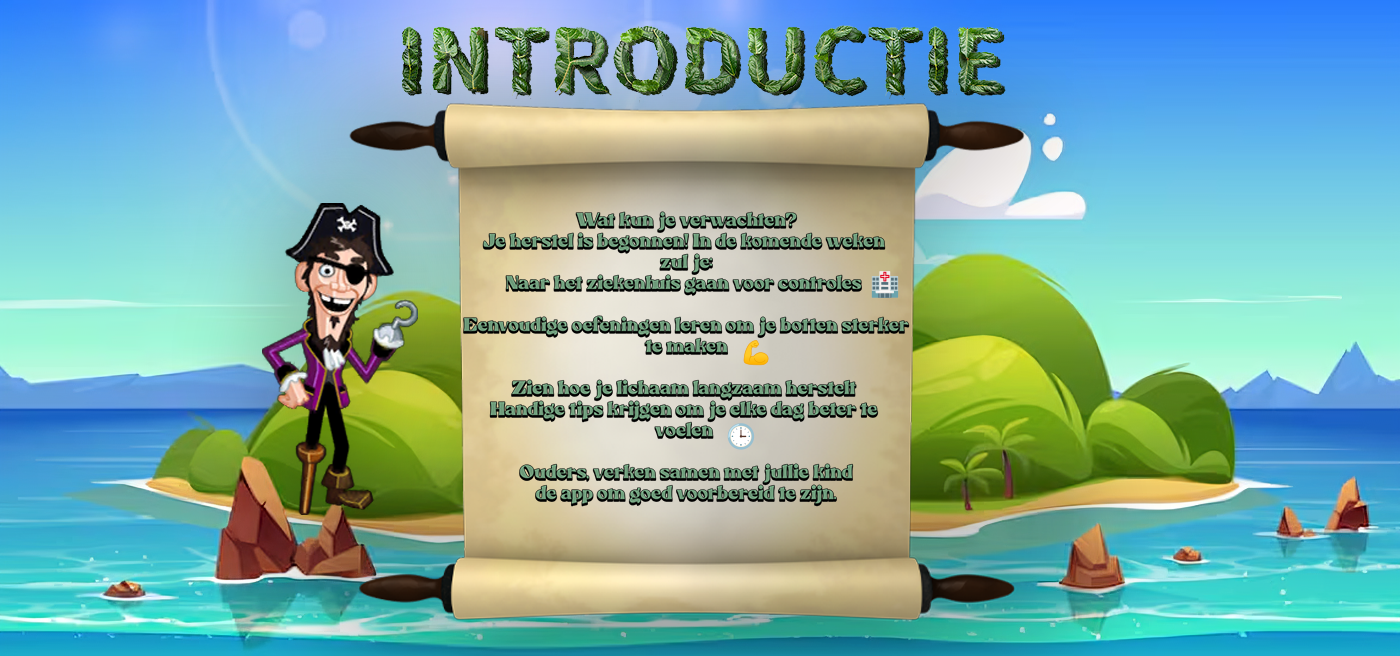 INTRODUCTIE
Wat kun je verwachten?
Je herstel is begonnen! In de komende weken
zul je:
Naar het ziekenhuis gaan voor controles 🏥
Eenvoudige oefeningen leren om je botten sterker
te maken 💪
Zien hoe je lichaam langzaam herstelt
Handige tips krijgen om je elke dag beter te
voelen 🕒
Ouders, verken samen met jullie kind
de app om goed voorbereid te zijn.